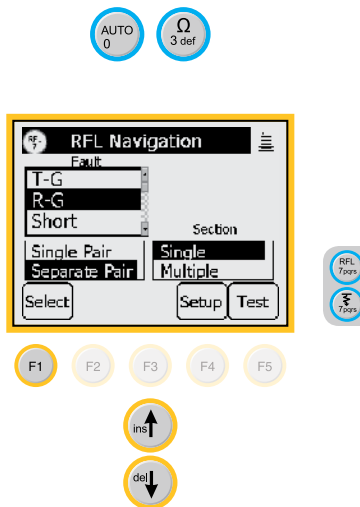 AUTO
0
Ω
3 def
RF-
7
RFL Navigation
Fault
T-G
R-G
Short
Section
Single Pair
Separate Pair
Single
Multiple
Select
Setup
Test
RFL
7pqrs
7pqrs
F1
F2
F3
F4
F5
ins
del